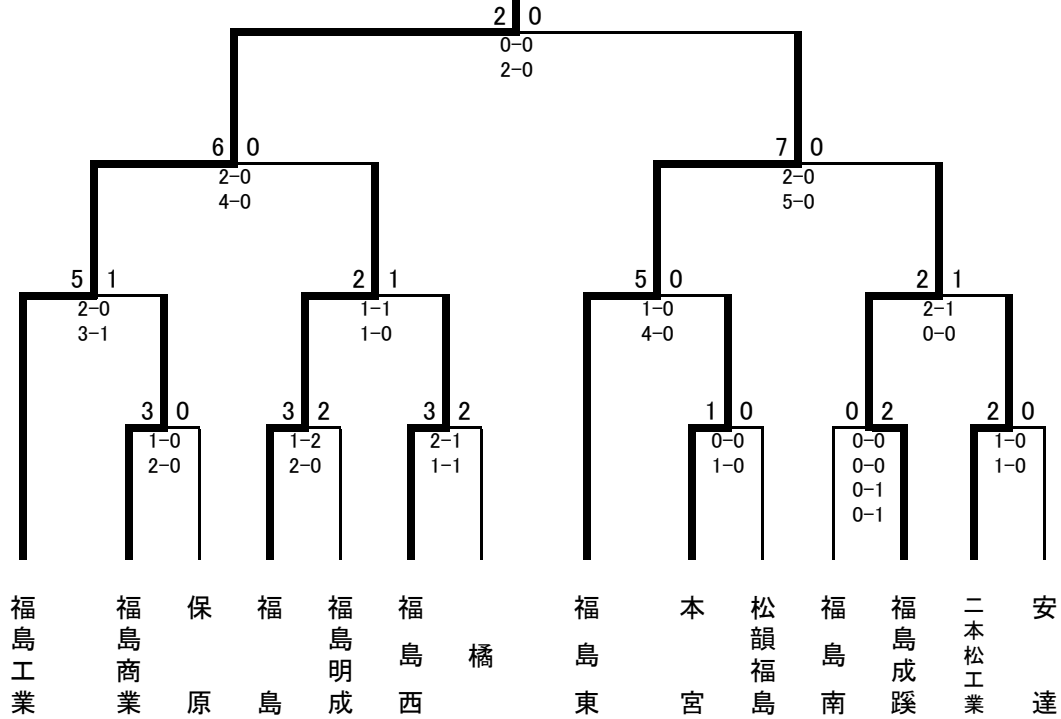 2 0
0-0
2-0
6 0
2-0
4-0
7 0
2-0
5-0
5 1
2-0
3-1
2 1
1-1
1-0
5 0
1-0
4-0
2 1
2-1
0-0
3 0
1-0
2-0
3 2
1-2
2-0
3 2
2-1
1-1
1 0
0-0
1-0
0 2
0-0
0-0
0-1
0-1
2 0
1-0
1-0
福島工業
福島商業
保原
福島
福島明成
福島西
橘
福島東
本宮
松韻福島
福島南
福島成蹊
二本松工業
安達